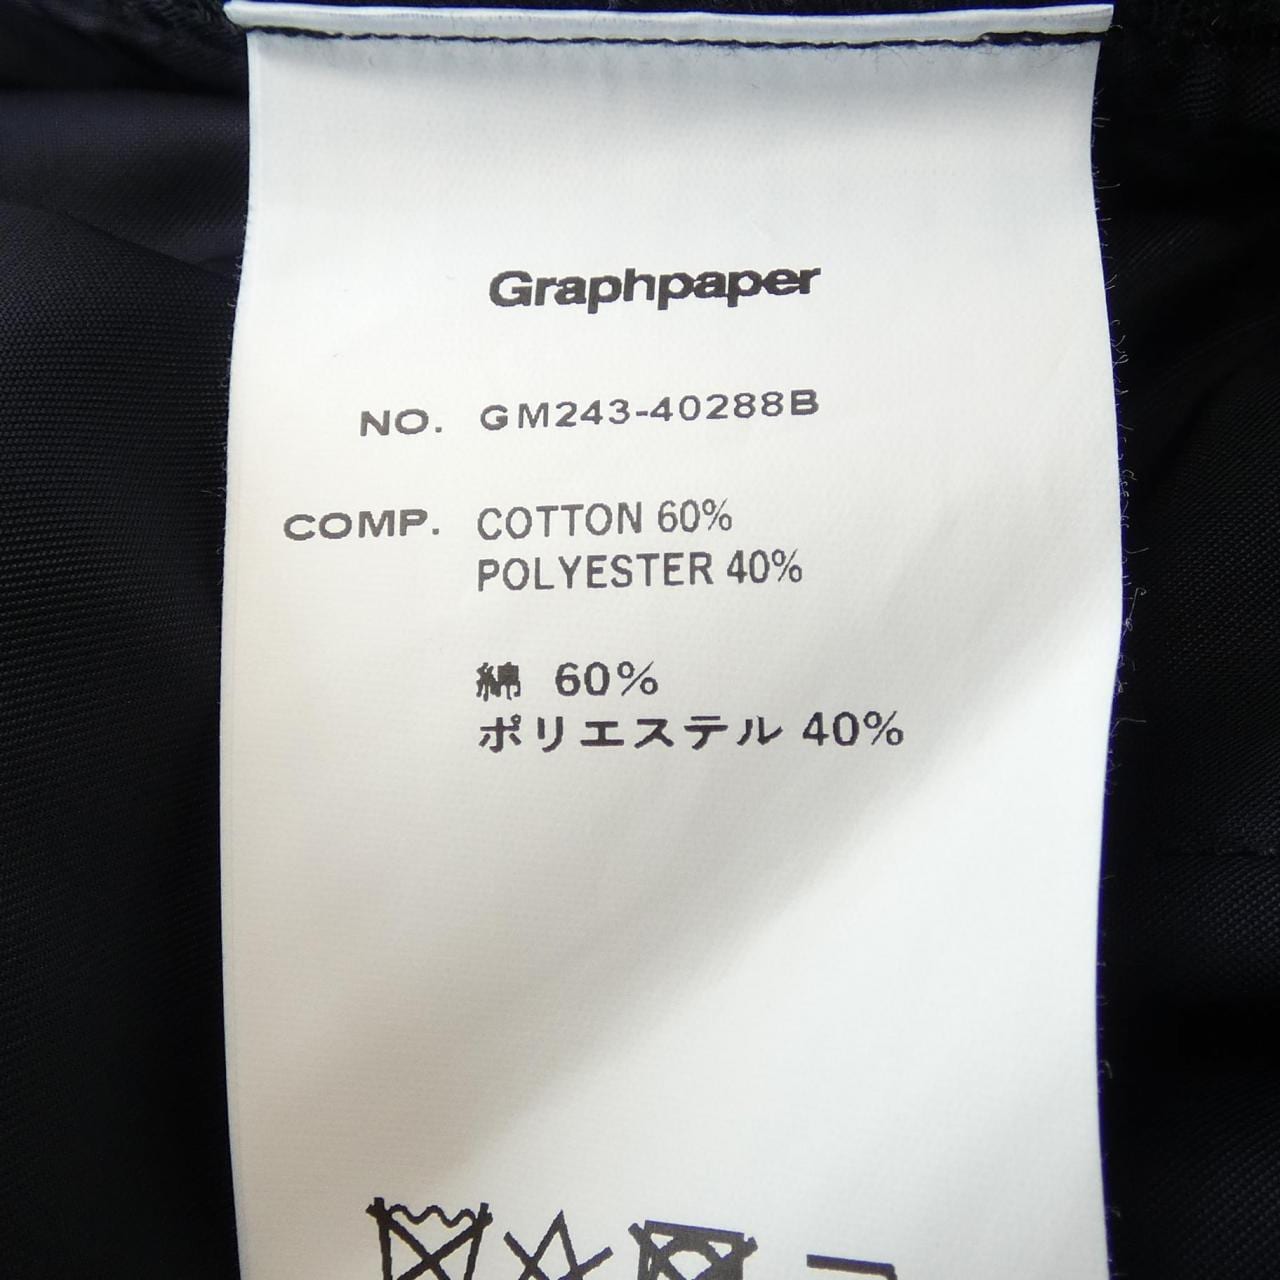 Graphpaper
NO. GM243-40288B
COMP. COTTON 60%
POLYESTER 40%
綿 60%
ポリエステル 40%